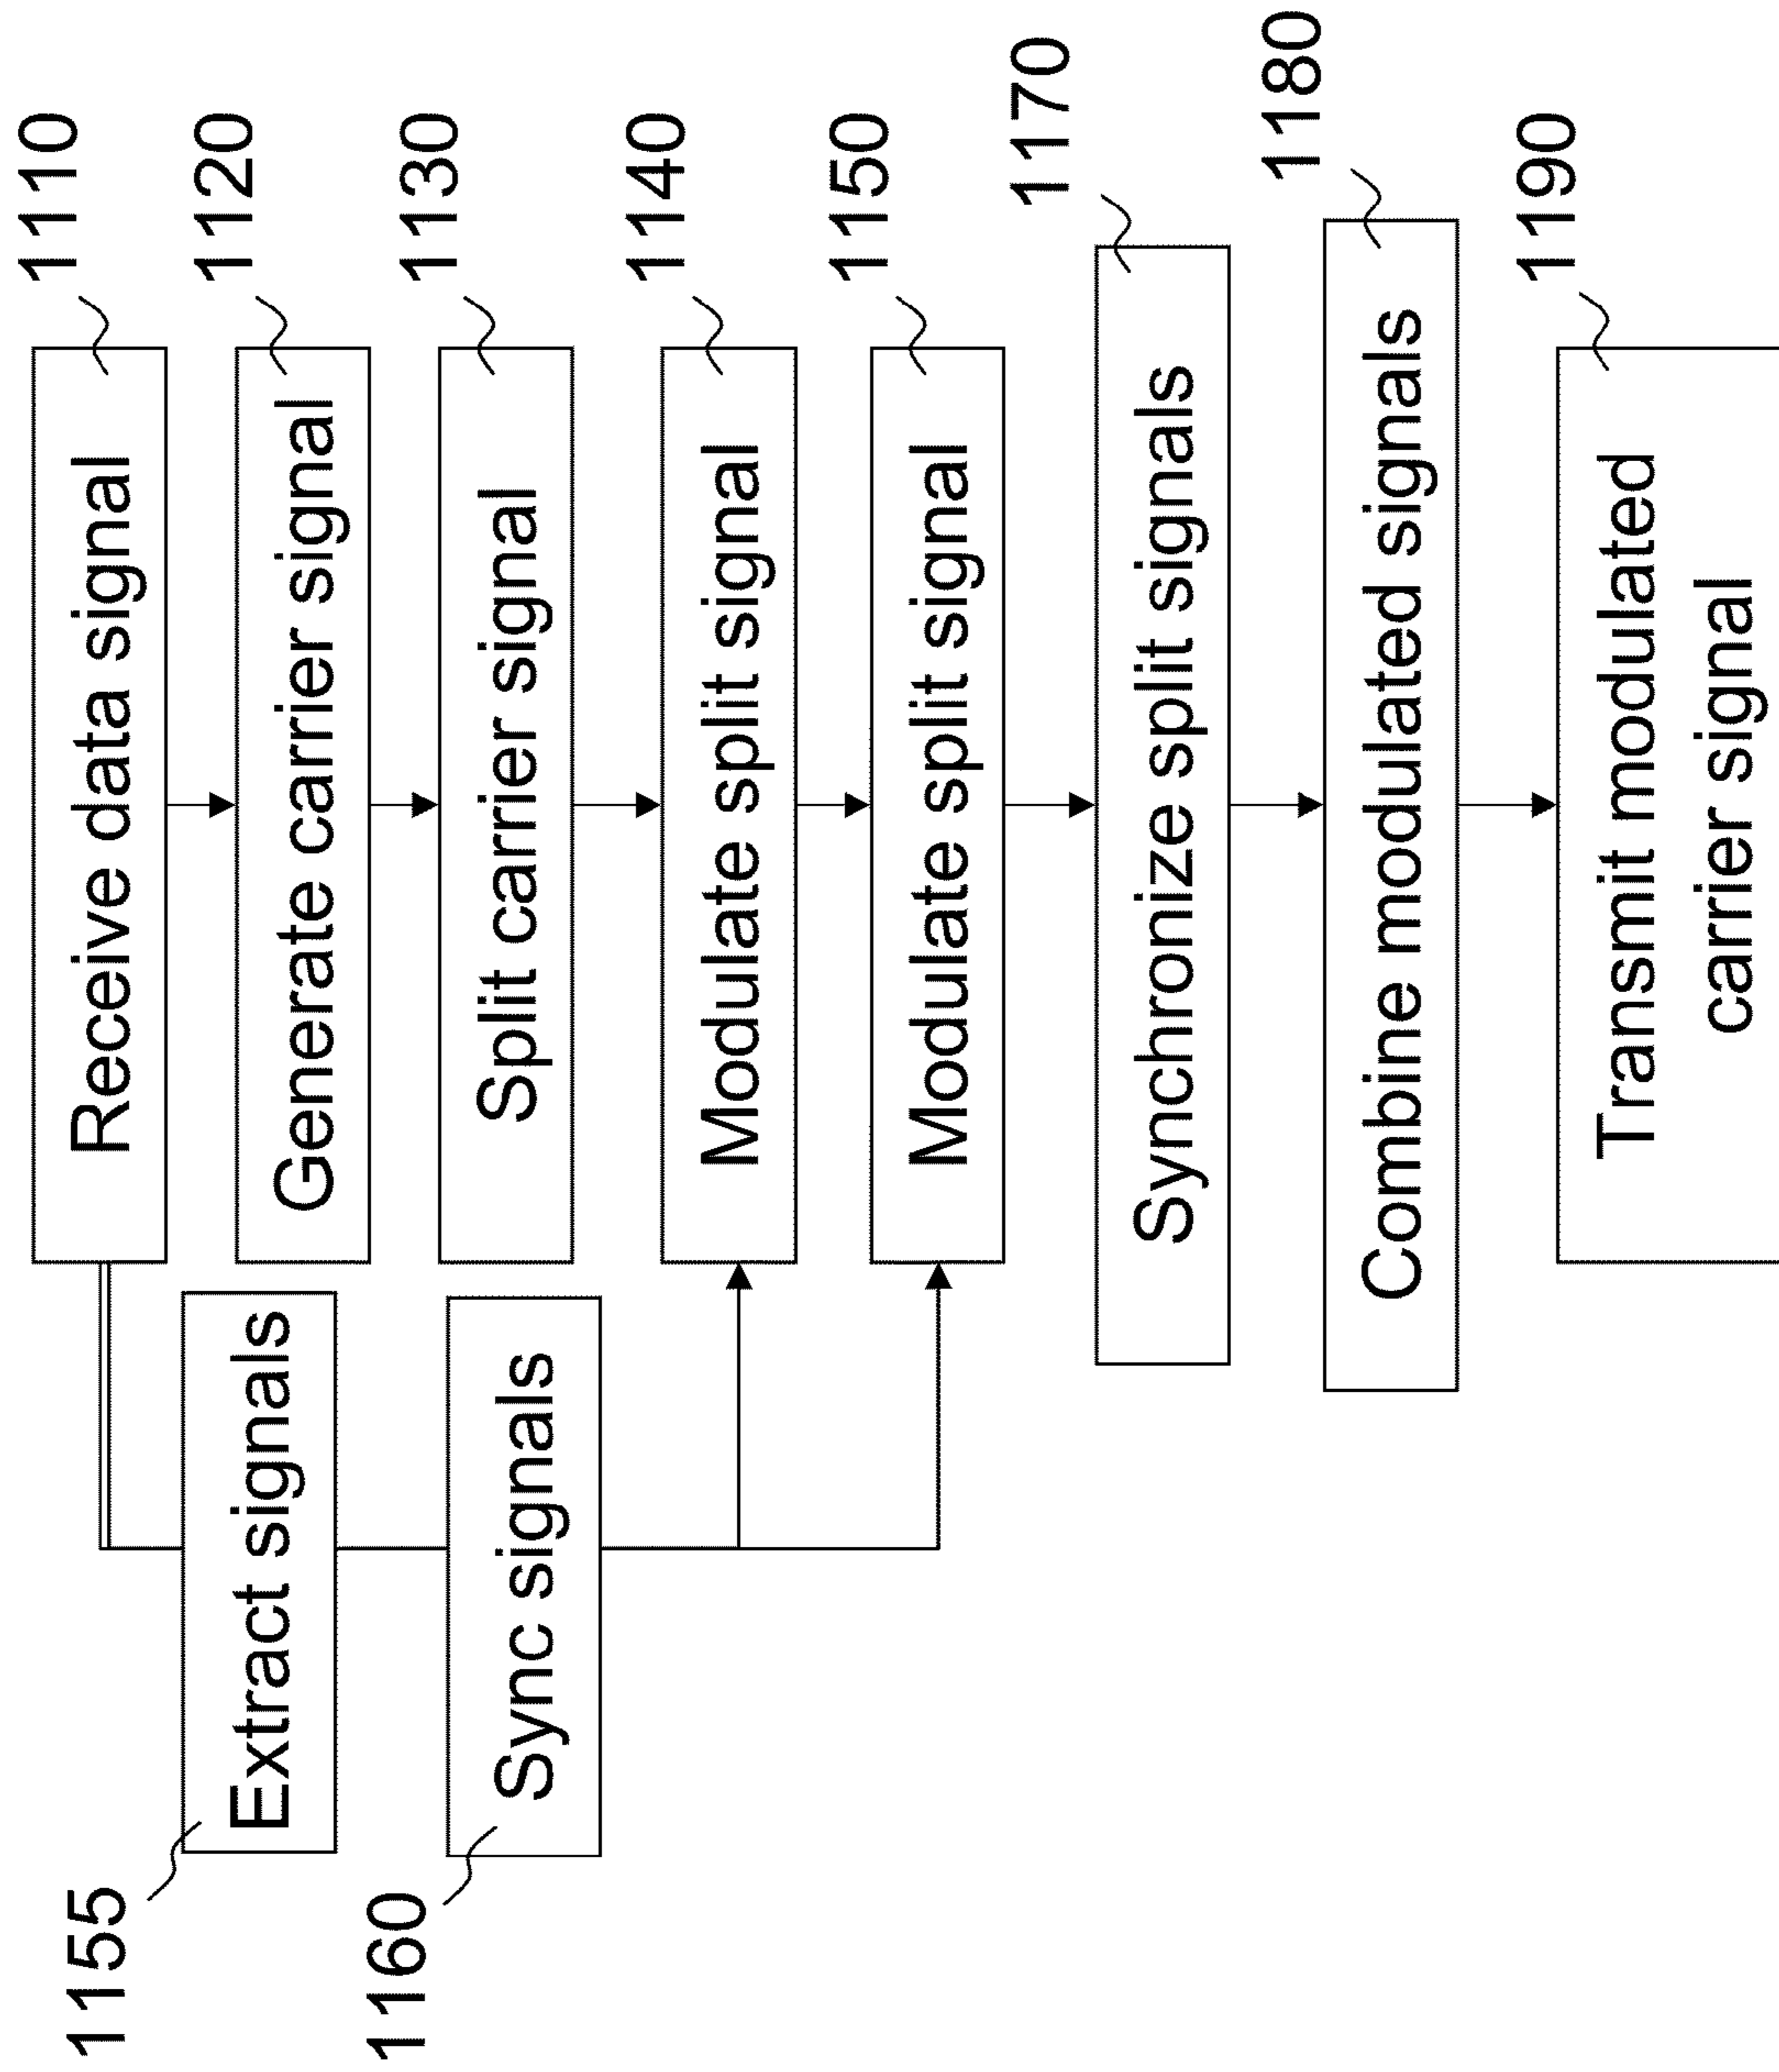 1110
Receive data signal
1120
Generate carrier signal
1130
Split carrier signal
1140
Modulate split signal
1150
Modulate split signal
1155
Extract signals
1160
Sync signals
1170
Synchronize split signals
1180
Combine modulated signals
1190
Transmit modulated
carrier signal